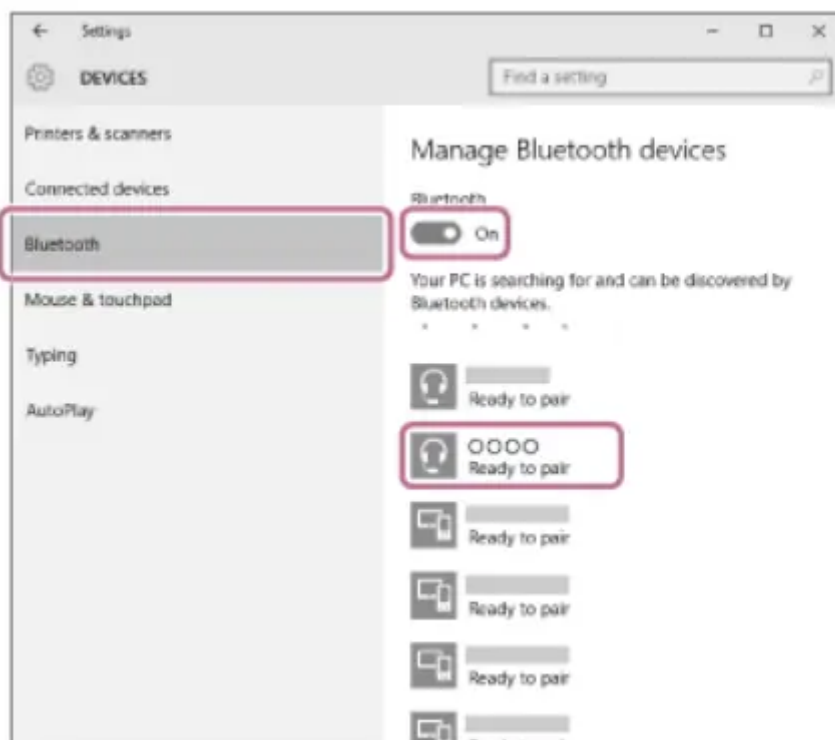 Settings
DEVICES
Find a setting
Printers & scanners
Connected devices
Bluetooth
Mouse & touchpad
Typing
AutoPlay
Manage Bluetooth devices
Bluetooth
On
Your PC is searching for and can be discovered by
Bluetooth devices.
Ready to pair
OOOO
Ready to pair
Ready to pair
Ready to pair
Ready to pair